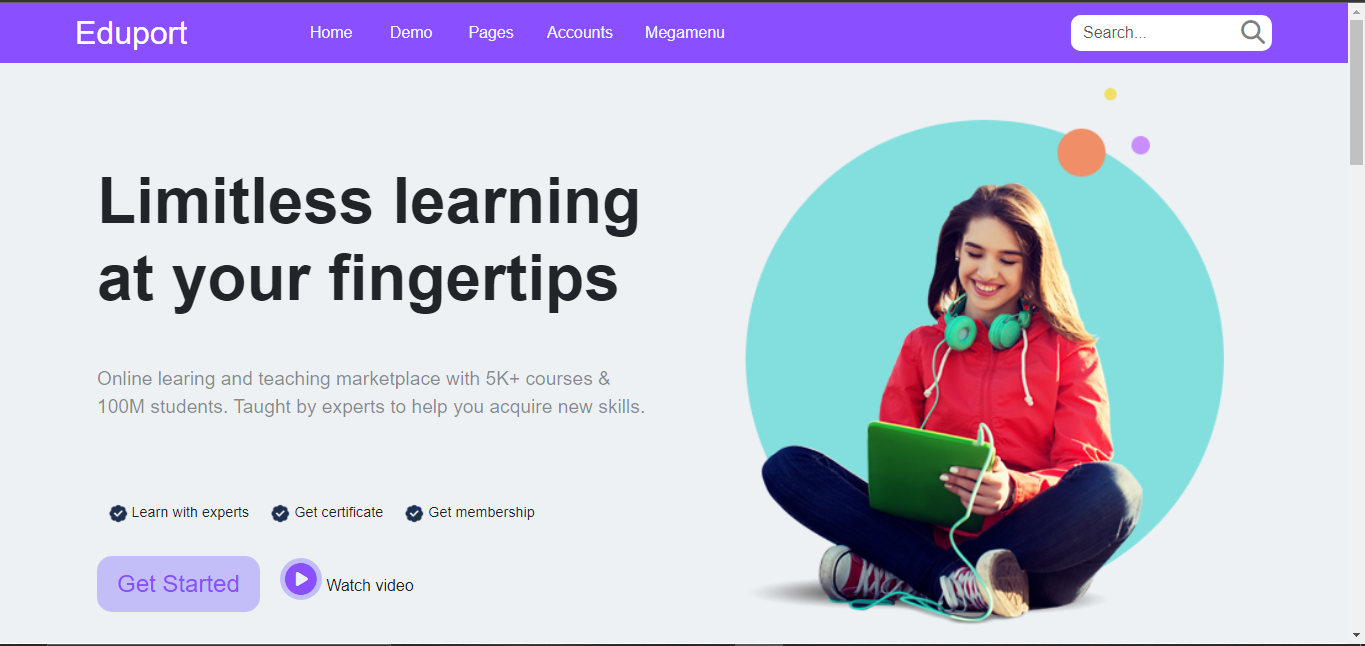 Eduport
Home
Demo
Pages
Accounts
Megamenu
Search...
Limitless learning
at your fingertips
Online learing and teaching marketplace with 5K+ courses &
100M students. Taught by experts to help you acquire new skills.
Learn with experts
Get certificate
Get membership
Get Started
Watch video